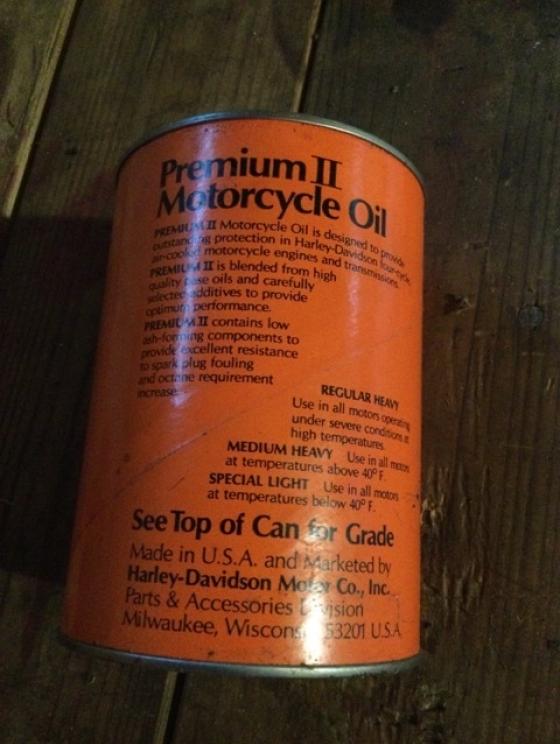 Premium II
Motorcycle Oil
PREMIUM II Motorcycle Oil is designed to provide
outstanding protection in Harley-Davidson four-cycle,
air-cooled motorcycle engines and transmissions.
PREMIUM II is blended from high
quality base oils and carefully
selected additives to provide
optimum performance.
PREMIUM II contains low
ash-forming components to
provide excellent resistance
to spark plug fouling
and octane requirement
increase.
REGULAR HEAVY
Use in all motors operating
under severe conditions at
high temperatures.
MEDIUM HEAVY Use in all motors
at temperatures above 40° F.
SPECIAL LIGHT Use in all motors
at temperatures below 40° F.
See Top of Can for Grade
Made in U.S.A. and Marketed by
Harley-Davidson Motor Co., Inc.
Parts & Accessories Division
Milwaukee, Wisconsin 53201 U.S.A.